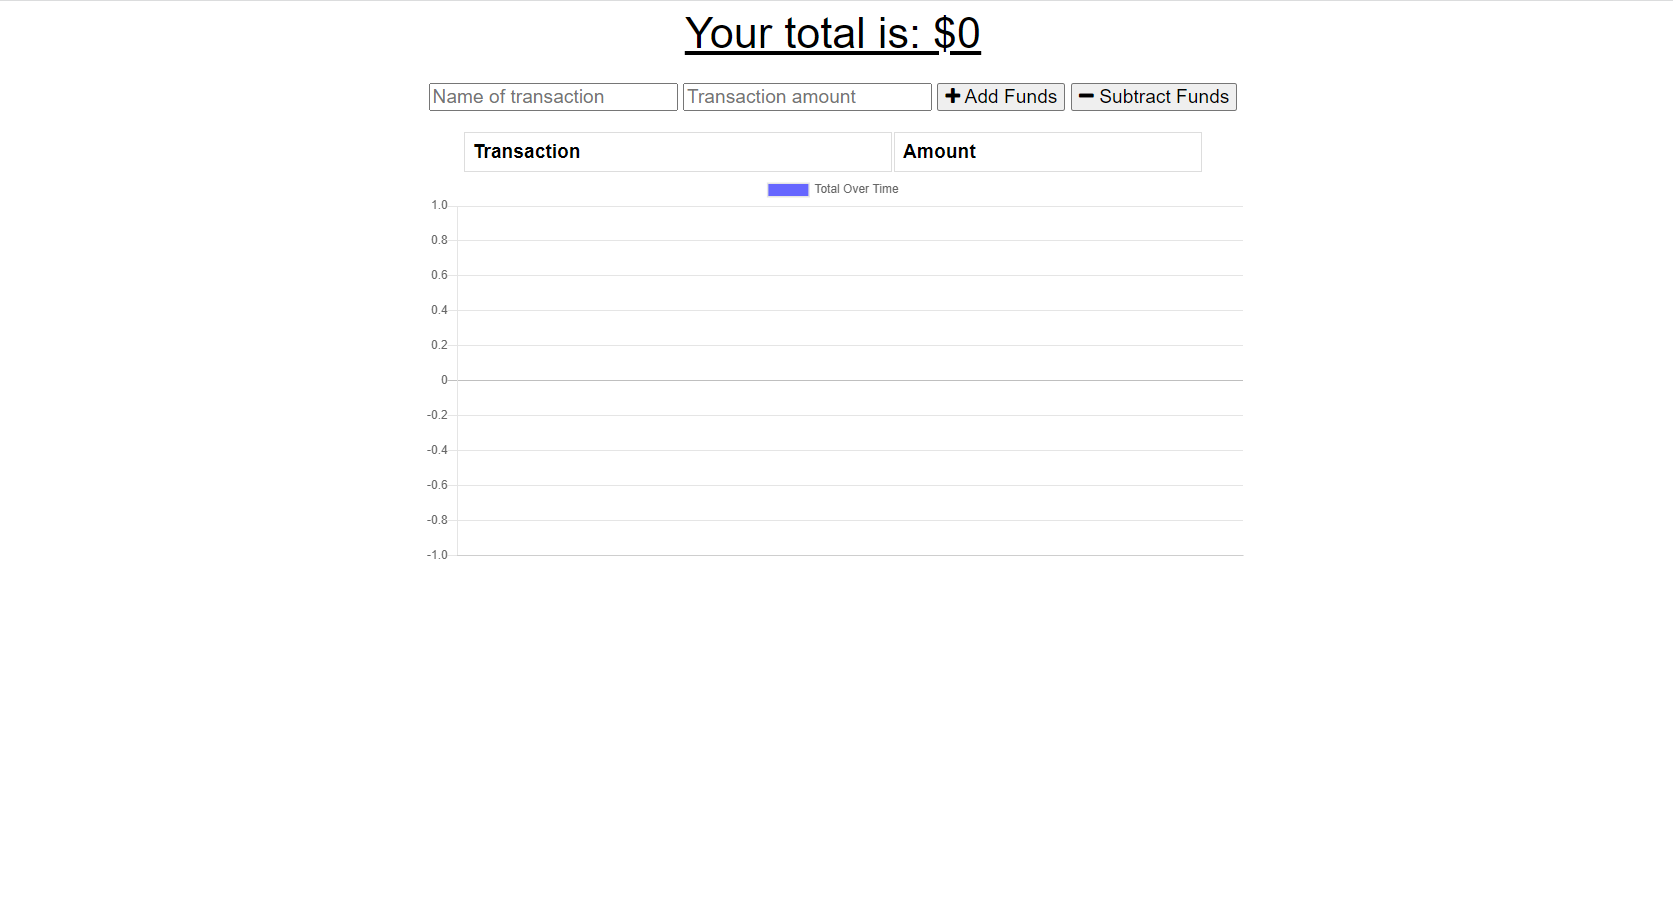 Your total is: $0
Name of transaction Transaction amount Add Funds Subtract Funds
Transaction Amount
Total Over Time
1.0
0.8
0.6
0.4
0.2
0
-0.2
-0.4
-0.6
-0.8
-1.0